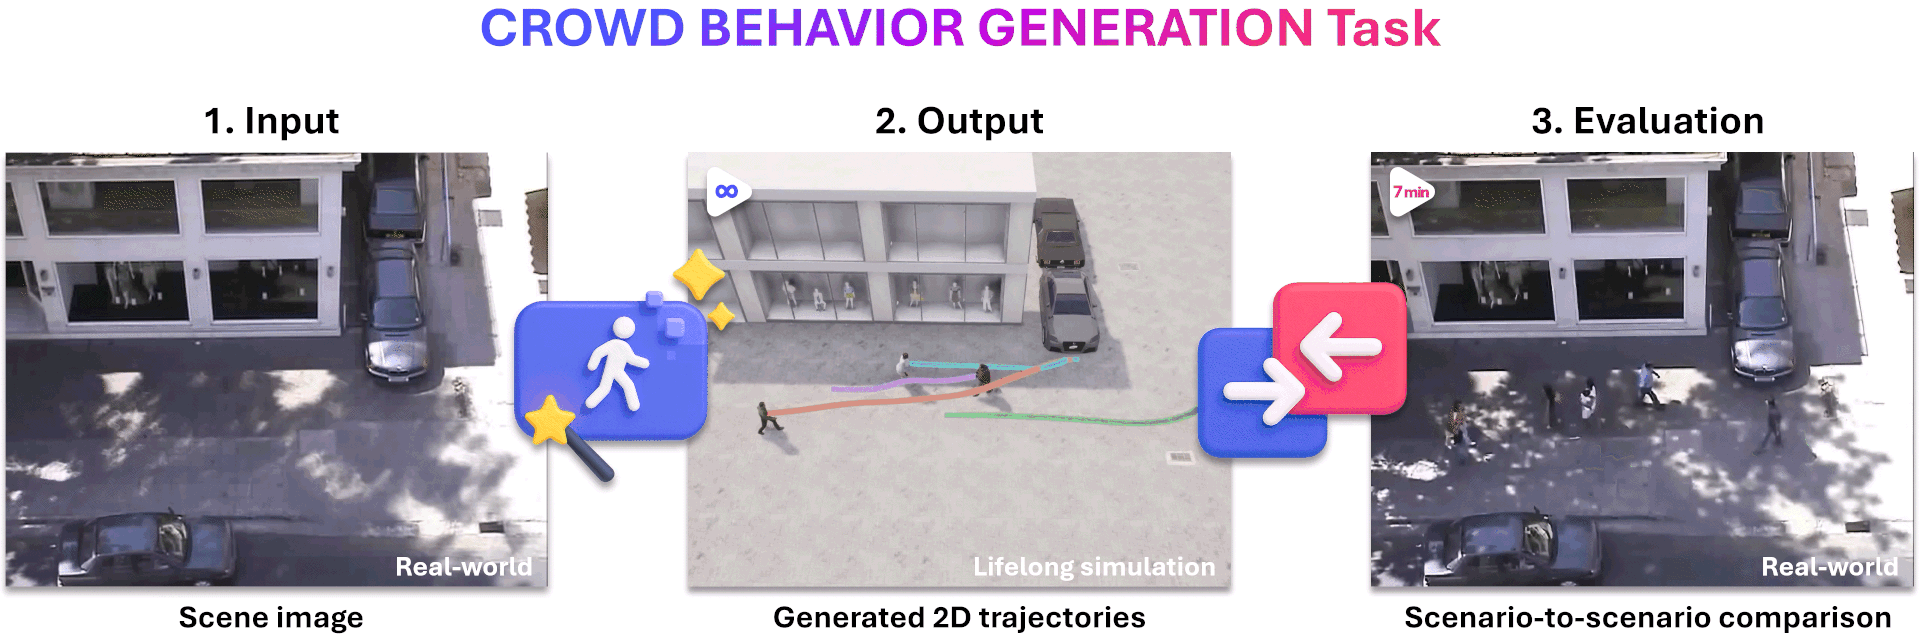 CROWD BEHAVIOR GENERATION Task
1. Input
2. Output
3. Evaluation
∞
7 min
Real-world
Lifelong simulation
Real-world
Scene image
Generated 2D trajectories
Scenario-to-scenario comparison